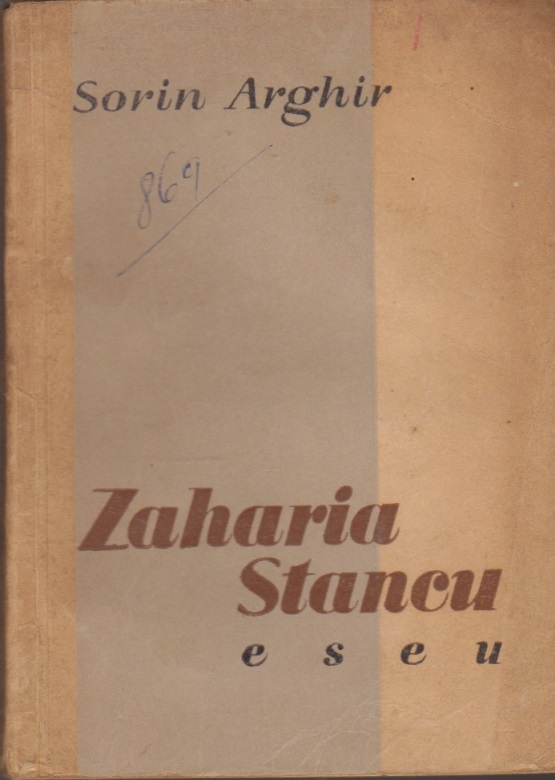 Sorin Arghir
869
Zaharia
Stancu
eseu